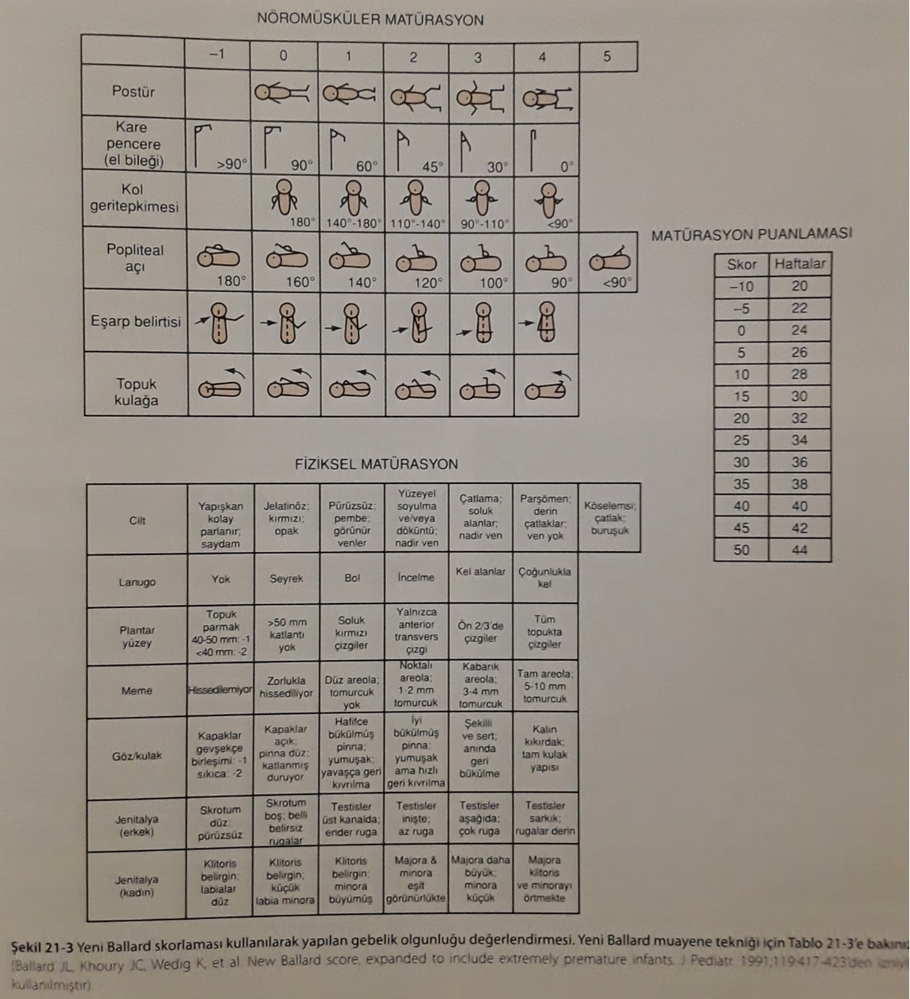 NÖROMÜSKÜLER MATÜRASYON
−1 0 1 2 3 4 5
Postür
Kare
pencere
(el bileği)
>90° 90° 60° 45° 30° 0°
Kol
geritepkimesi
180° 140°-180° 110°-140° 90°-110° <90°
Popliteal
açı
180° 160° 140° 120° 100° 90° <90°
Eşarp belirtisi
Topuk
kulağa
MATÜRASYON PUANLAMASI
Skor Haftalar
−10 20
−5 22
0 24
5 26
10 28
15 30
20 32
25 34
30 36
35 38
40 40
45 42
50 44
FİZİKSEL MATÜRASYON
Cilt
Yapışkan
kolay
parlanır;
saydam
Jelatinöz;
kırmızı;
opak
Pürüzsüz;
pembe;
görünür
venler
Yüzeyel
soyulma
ve/veya
döküntü;
nadir ven
Çatlama;
soluk
alanlar;
nadir ven
Parşömen;
derin
çatlaklar;
ven yok
Köselemsi;
çatlak;
buruşuk
Lanugo
Yok
Seyrek
Bol
İncelme
Kel alanlar
Çoğunlukla
kel
Plantar
yüzey
Topuk
parmak
40-50 mm: -1
<40 mm: -2
>50 mm
katlantı
yok
Soluk
kırmızı
çizgiler
Yalnızca
anterior
transvers
çizgi
Ön 2/3'de
çizgiler
Tüm
topukta
çizgiler
Meme
Hissedilemiyor
Zorlukla
hissediliyor
Düz areola;
tomurcuk
yok
Noktalı
areola;
1-2 mm
tomurcuk
Kabarık
areola;
3-4 mm
tomurcuk
Tam areola;
5-10 mm
tomurcuk
Göz/kulak
Kapaklar
gevşekçe
birleşimi: -1
sıkıca: -2
Kapaklar
açık;
pinna düz;
katlanmış
duruyor
Hafifce
bükülmüş
pinna;
yumuşak;
yavaşça geri
kıvrılma
İyi
bükülmüş
pinna;
yumuşak
ama hızlı
geri kıvrılma
Şekilli
ve sert;
anında
geri
bükülme
Kalın
kıkırdak;
tam kulak
yapısı
Jenitalya
(erkek)
Skrotum
düz;
pürüzsüz
Skrotum
boş; belli
belirsiz
rugalar
Testisler
üst kanalda;
ender ruga
Testisler
inişte;
az ruga
Testisler
aşağıda;
çok ruga
Testisler
sarkık;
rugalar derin
Jenitalya
(kadın)
Klitoris
belirgin;
labialar
düz
Klitoris
belirgin;
küçük
labia minora
Klitoris
belirgin;
minora
büyümüş
Majora &
minora
eşit
görünürlükte
Majora daha
büyük;
minora
küçük
Majora
klitoris
ve minorayı
örtmekte
Şekil 21-3 Yeni Ballard skorlaması kullanılarak yapılan gebelik olgunluğu değerlendirmesi. Yeni Ballard muayene tekniği için Tablo 21-3'e bakınız
(Ballard JL, Khoury JC, Wedig K, et al. New Ballard score, expanded to include extremely premature infants. J Pediatr. 1991;119:417-423'den izniyle
kullanılmıştır).